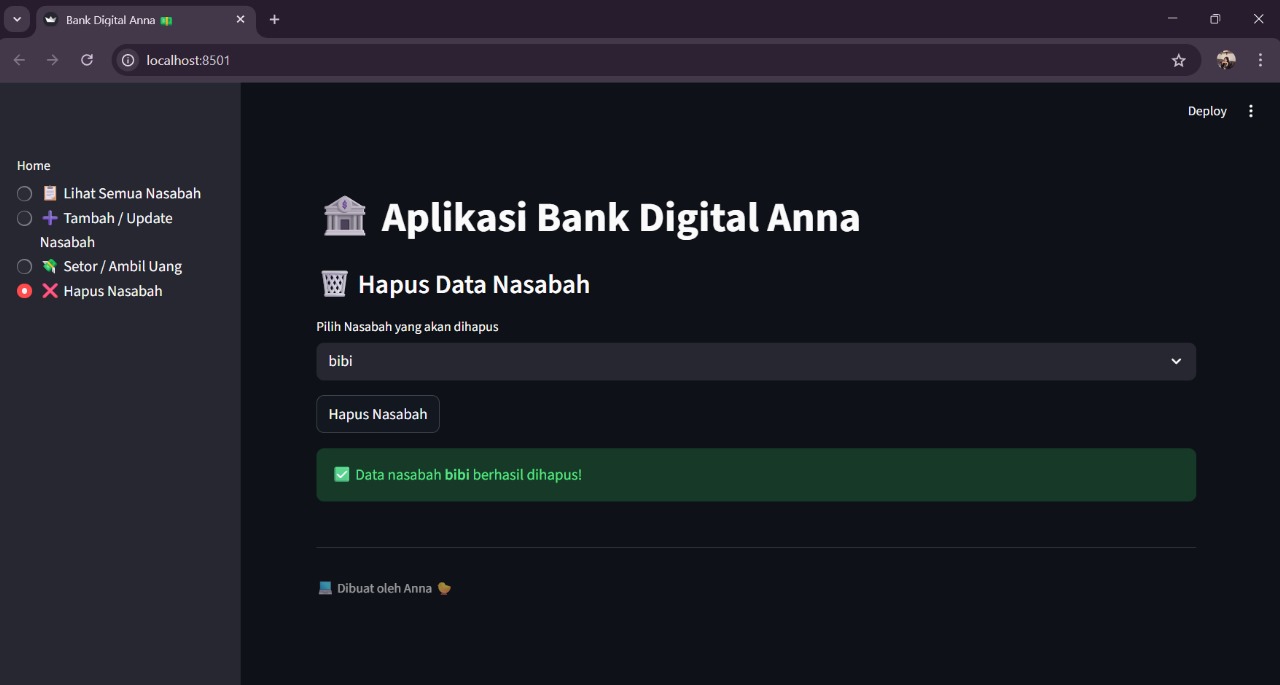 Bank Digital Anna 💵
localhost:8501
Deploy
Home
📋 Lihat Semua Nasabah
➕ Tambah / Update
Nasabah
💸 Setor / Ambil Uang
❌ Hapus Nasabah
🏦 Aplikasi Bank Digital Anna
🗑️ Hapus Data Nasabah
Pilih Nasabah yang akan dihapus
bibi
Hapus Nasabah
✅ Data nasabah bibi berhasil dihapus!
💻 Dibuat oleh Anna 🐤